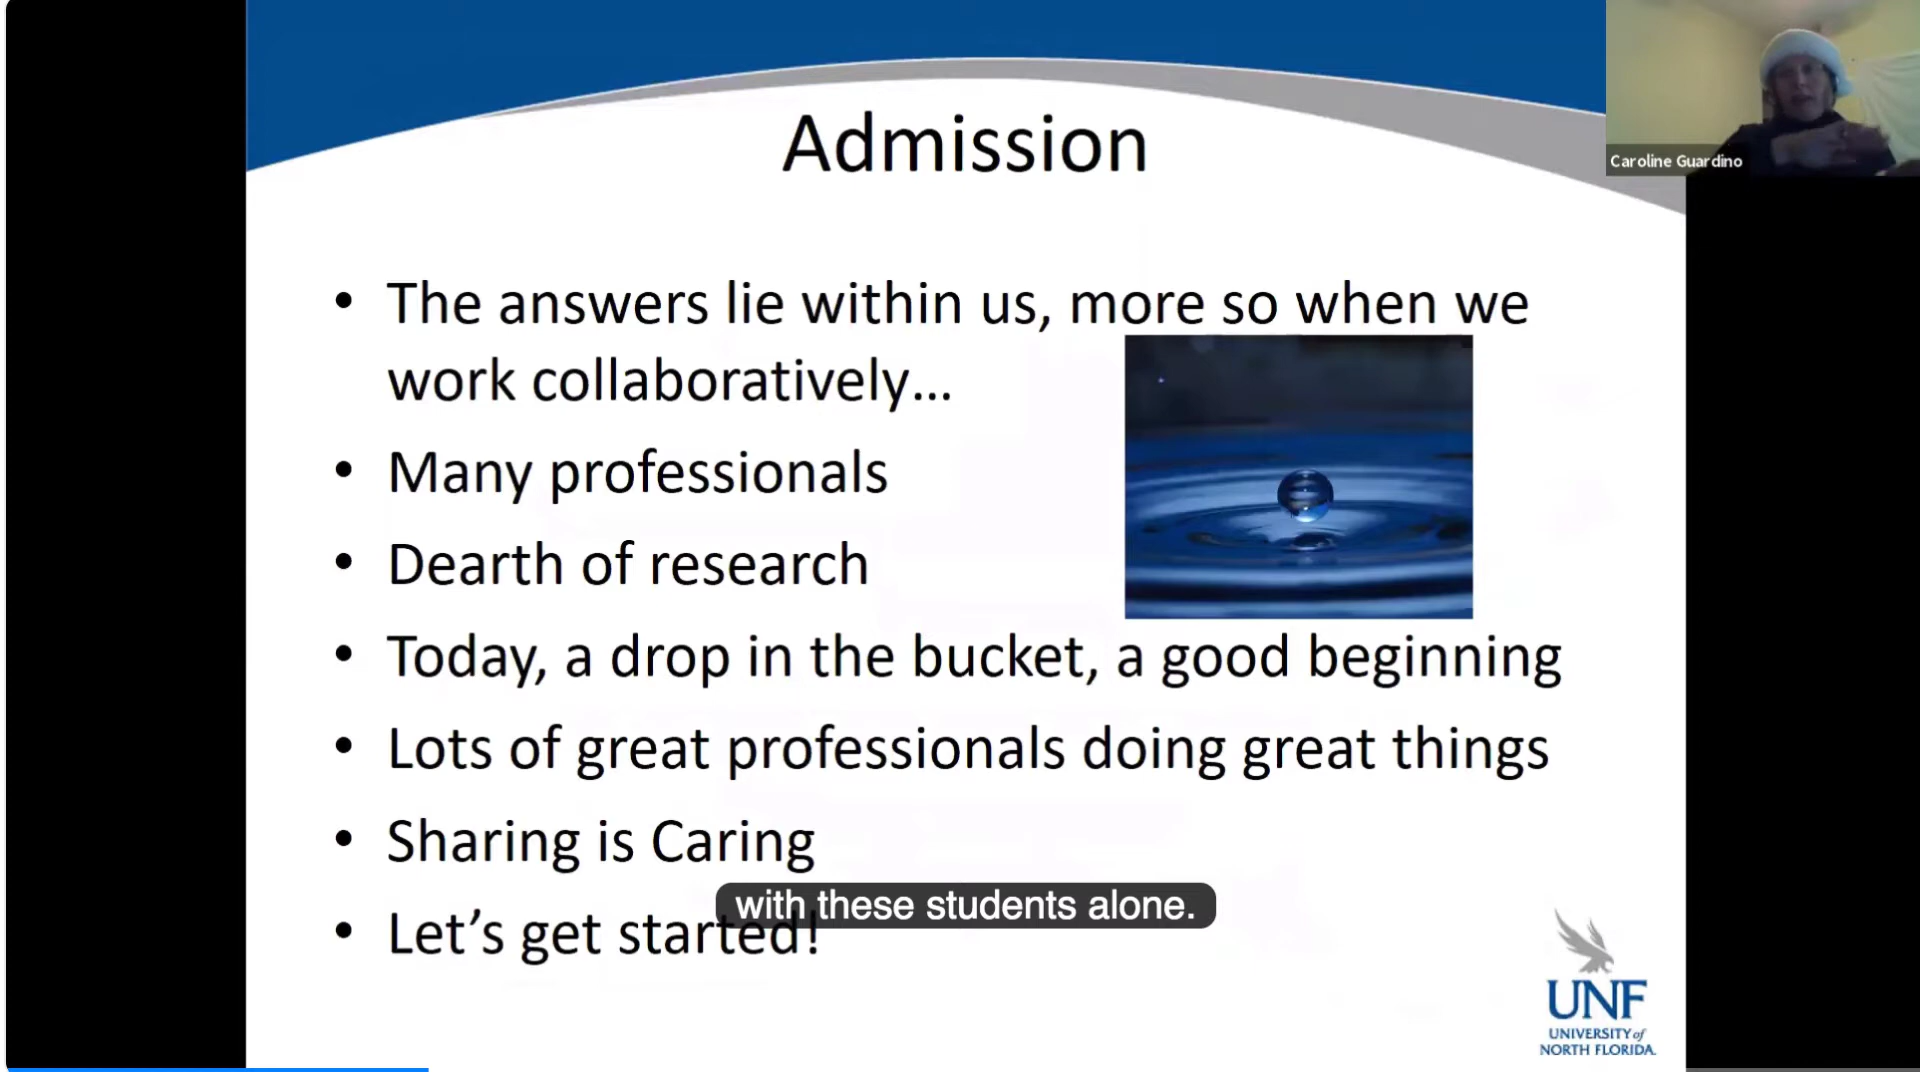 Admission
Caroline Guardino
• The answers lie within us, more so when we
work collaboratively…
• Many professionals
• Dearth of research
• Today, a drop in the bucket, a good beginning
• Lots of great professionals doing great things
• Sharing is Caring
with these students alone.
• Let's get started!
UNF
UNIVERSITY of
NORTH FLORIDA.